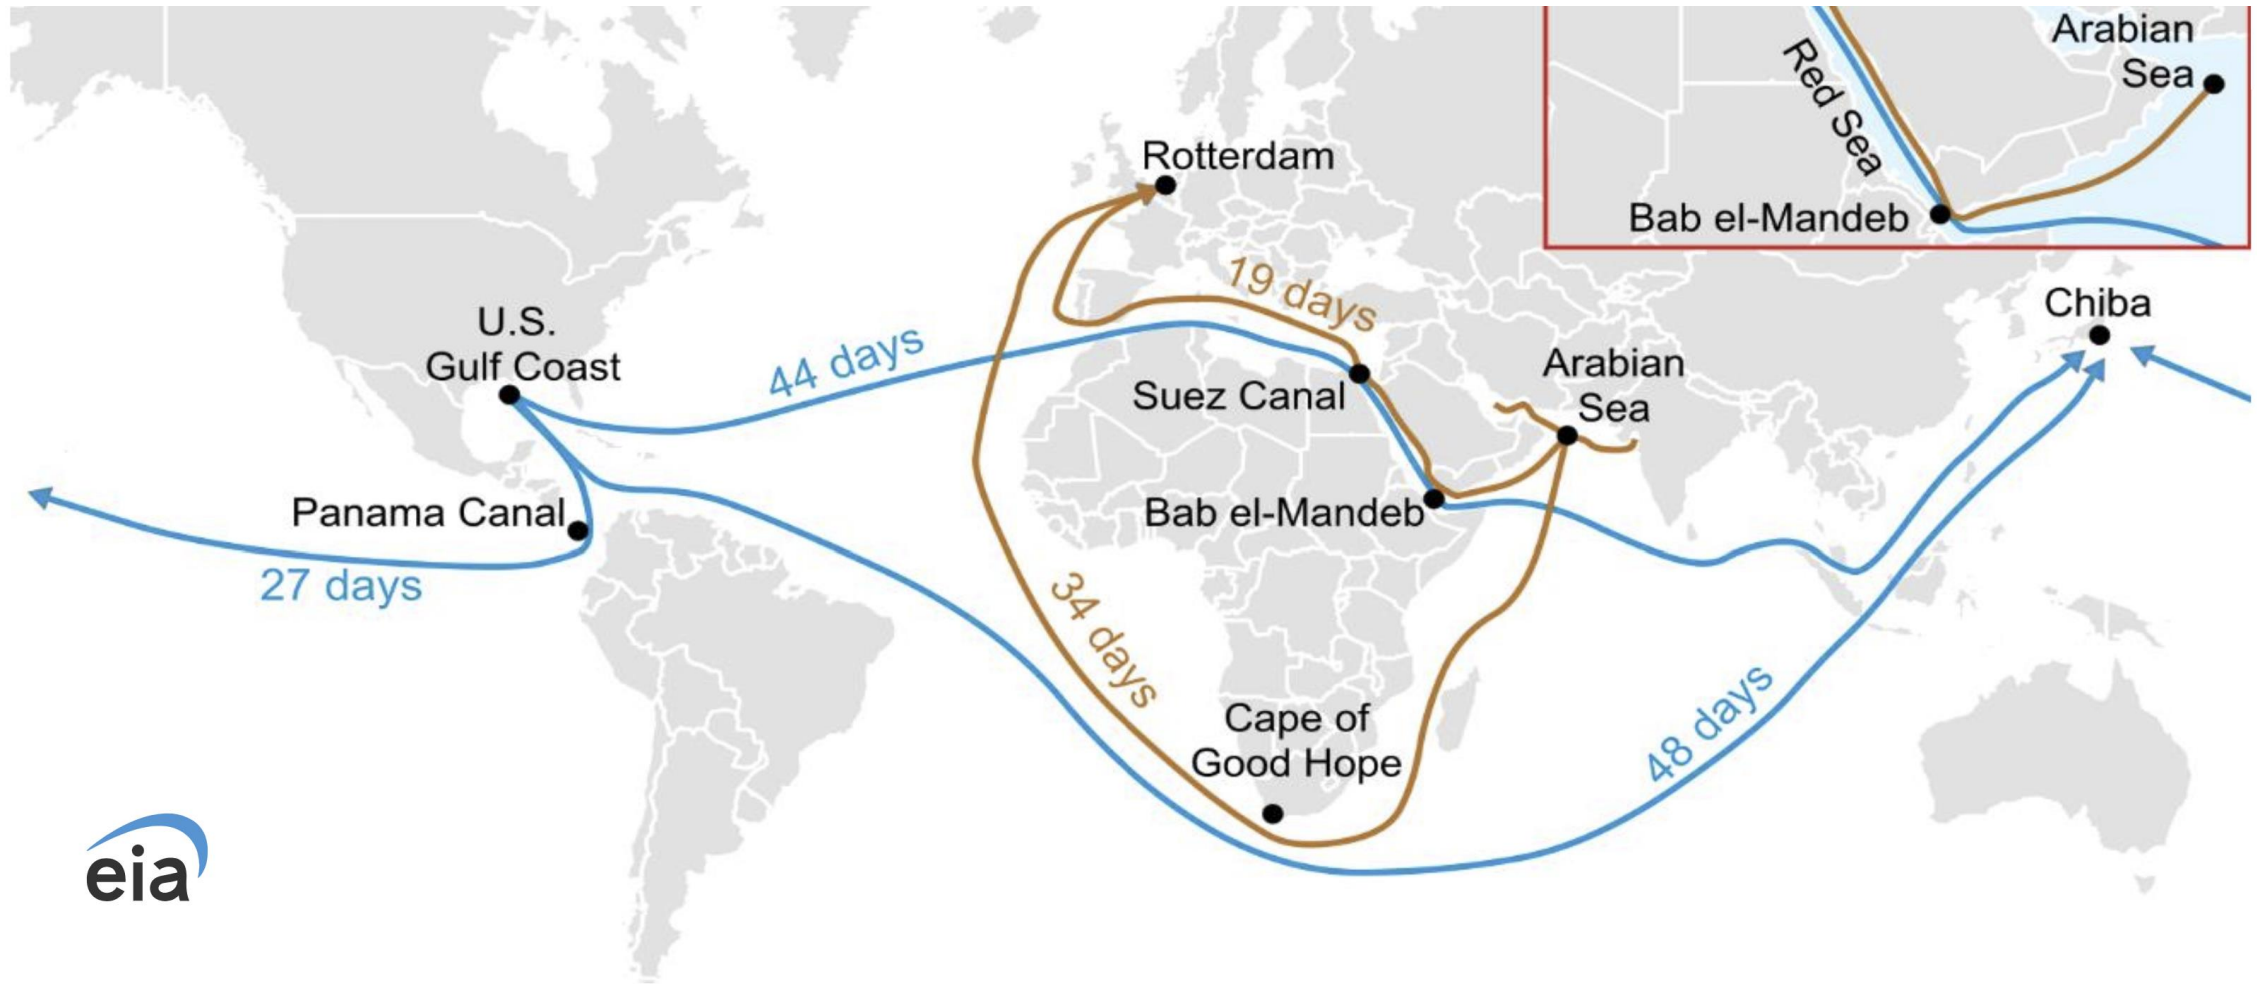 Arabian
Sea
Red Sea
Bab el-Mandeb
Rotterdam
19 days
Chiba
U.S.
Gulf Coast
44 days
Suez Canal
Arabian
Sea
Panama Canal
Bab el-Mandeb
27 days
34 days
Cape of
Good Hope
48 days
eia